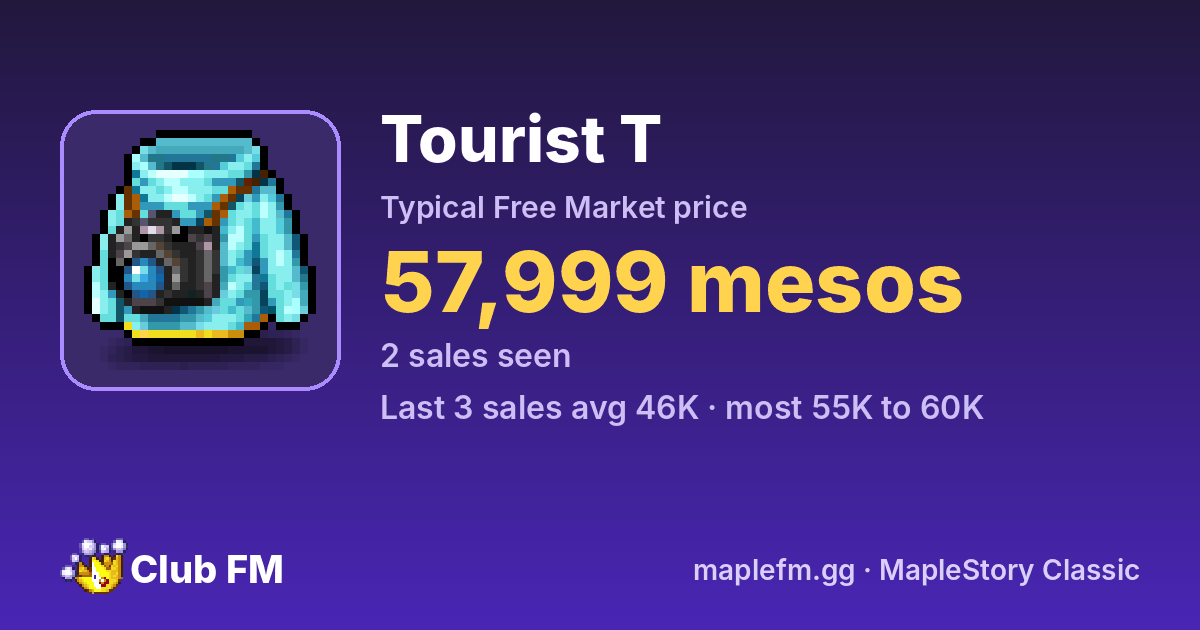 Tourist T
Typical Free Market price
57,999 mesos
2 sales seen
Last 3 sales avg 46K · most 55K to 60K
Club FM
maplefm.gg · MapleStory Classic